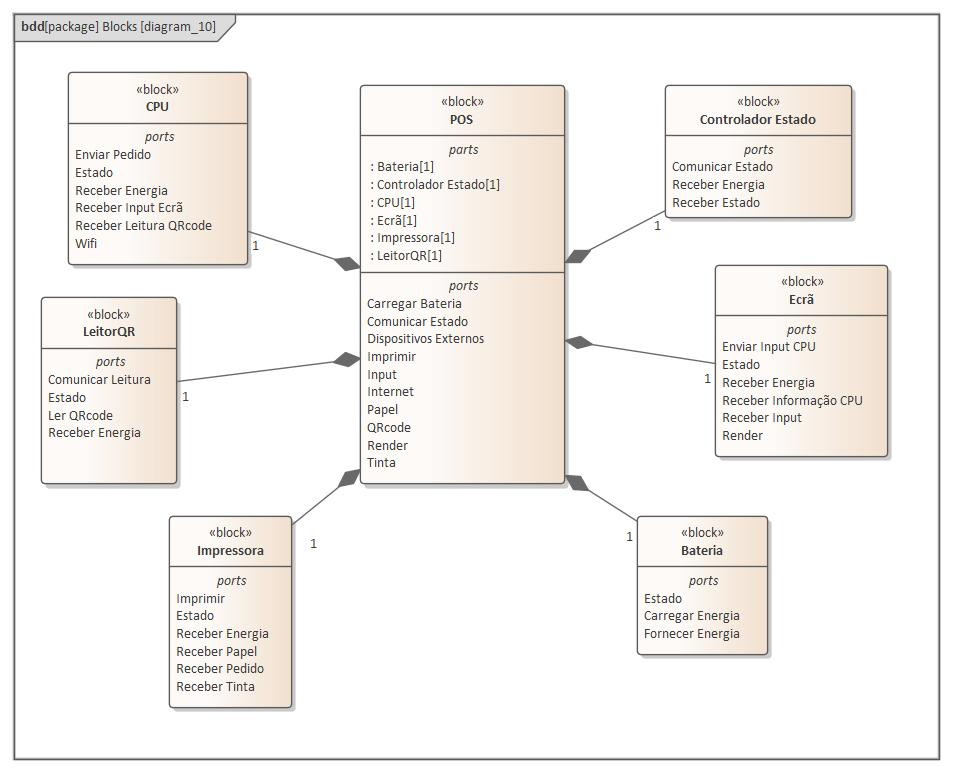 bdd[package] Blocks [diagram_10]
«block»
CPU
ports
Enviar Pedido
Estado
Receber Energia
Receber Input Ecrã
Receber Leitura QRcode
Wifi
1
«block»
POS
parts
: Bateria[1]
: Controlador Estado[1]
: CPU[1]
: Ecrã[1]
: Impressora[1]
: LeitorQR[1]
ports
Carregar Bateria
Comunicar Estado
Dispositivos Externos
Imprimir
Input
Internet
Papel
QRcode
Render
Tinta
«block»
Controlador Estado
ports
Comunicar Estado
Receber Energia
Receber Estado
1
«block»
LeitorQR
ports
Comunicar Leitura
Estado
Ler QRcode
Receber Energia
1
«block»
Ecrã
ports
Enviar Input CPU
Estado
Receber Energia
Receber Informação CPU
Receber Input
Render
1
«block»
Impressora
ports
Imprimir
Estado
Receber Energia
Receber Papel
Receber Pedido
Receber Tinta
1
«block»
Bateria
ports
Estado
Carregar Energia
Fornecer Energia
1